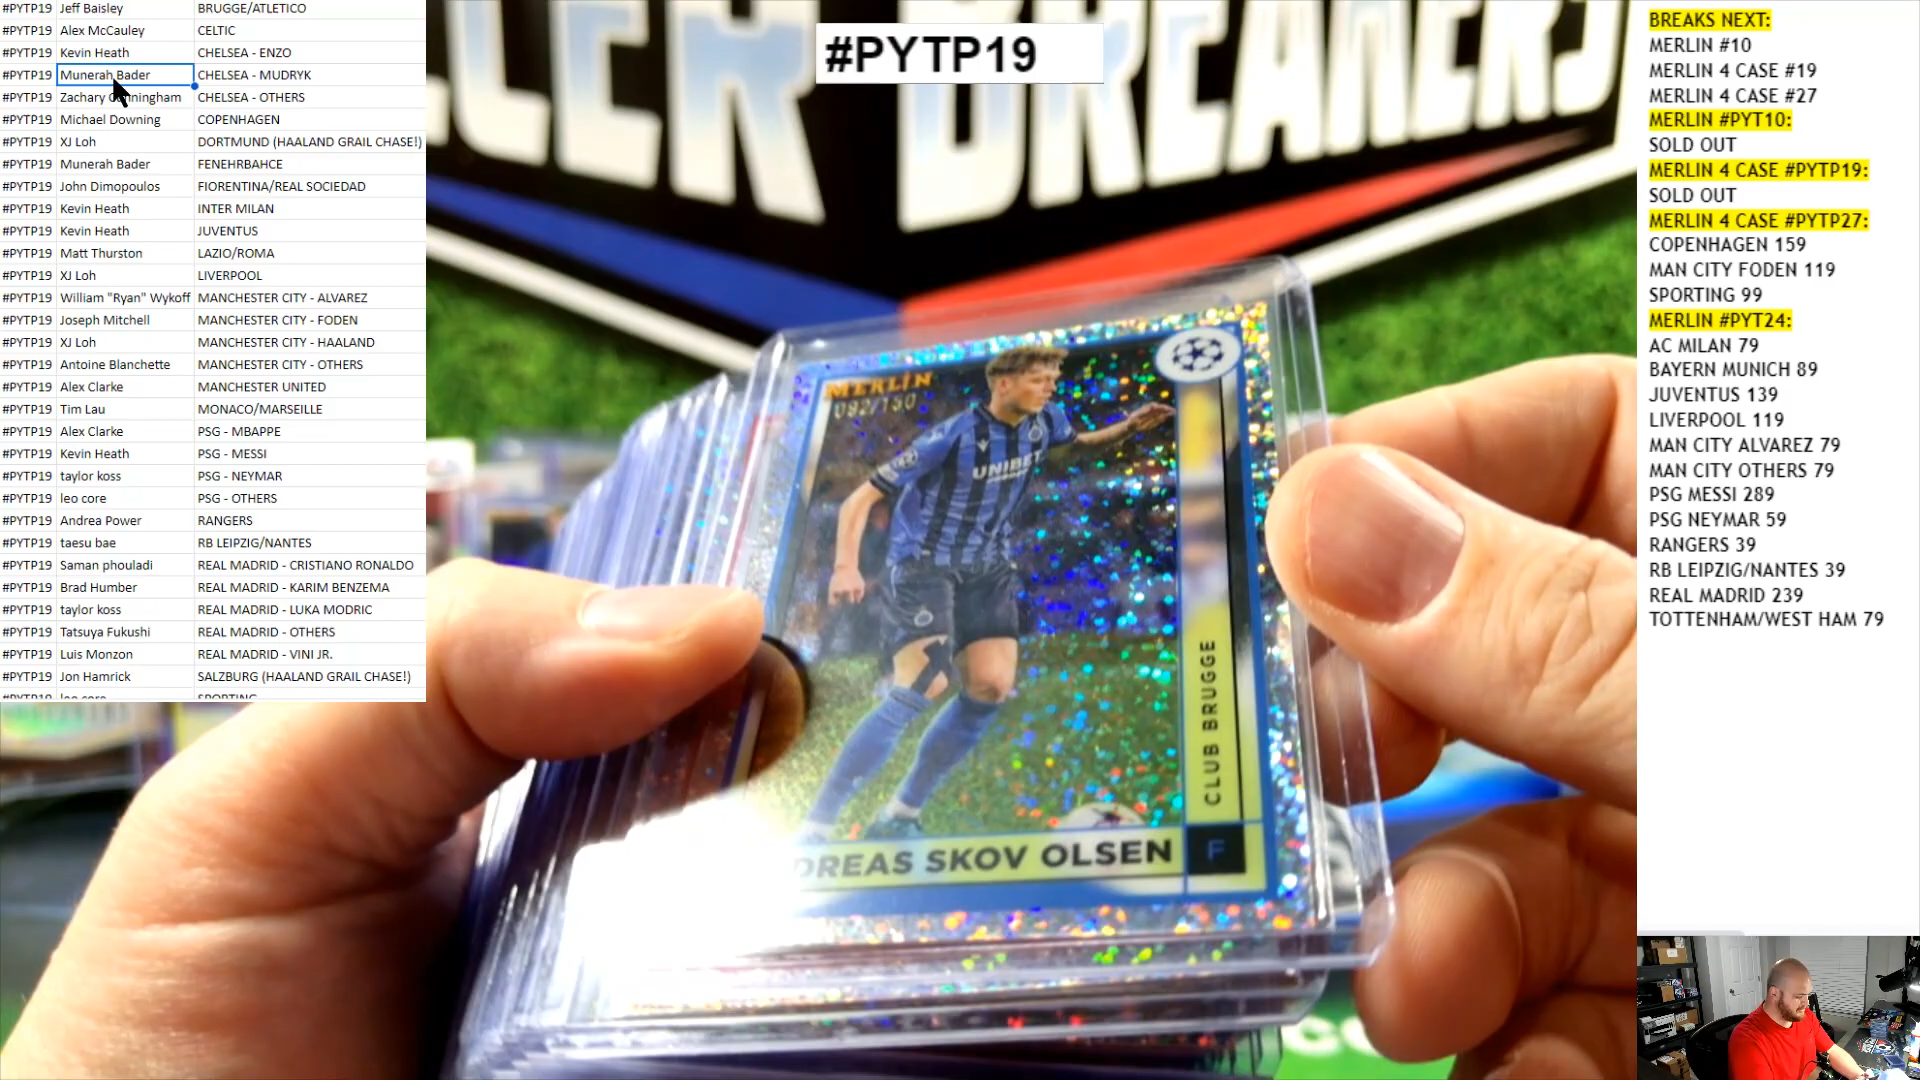 #PYTP19 Jeff Baisley BRUGGE/ATLETICO
#PYTP19 Alex McCauley CELTIC
#PYTP19 Kevin Heath CHELSEA - ENZO
#PYTP19 Munerah Bader CHELSEA - MUDRYK
#PYTP19 Zachary CHELSEA - OTHERS
#PYTP19 Michael Downing COPENHAGEN
#PYTP19 XJ Loh DORTMUND (HAALAND GRAIL CHASE!)
#PYTP19 Munerah Bader FENEHRBAHCE
#PYTP19 John Dimopoulos FIORENTINA/REAL SOCIEDAD
#PYTP19 Kevin Heath INTER MILAN
#PYTP19 Kevin Heath JUVENTUS
#PYTP19 Matt Thurston LAZIO/ROMA
#PYTP19 XJ Loh LIVERPOOL
#PYTP19 William "Ryan" Wykoff MANCHESTER CITY - ALVAREZ
#PYTP19 Joseph Mitchell MANCHESTER CITY - FODEN
#PYTP19 XJ Loh MANCHESTER CITY - HAALAND
#PYTP19 Antoine Blanchette MANCHESTER CITY - OTHERS
#PYTP19 Alex Clarke MANCHESTER UNITED
#PYTP19 Tim Lau MONACO/MARSEILLE
#PYTP19 Alex Clarke PSG - MBAPPE
#PYTP19 Kevin Heath PSG - MESSI
#PYTP19 taylor koss PSG - NEYMAR
#PYTP19 leo core PSG - OTHERS
#PYTP19 Andrea Power RANGERS
#PYTP19 taesu bae RB LEIPZIG/NANTES
#PYTP19 Saman phouladi REAL MADRID - CRISTIANO RONALDO
#PYTP19 Brad Humber REAL MADRID - KARIM BENZEMA
#PYTP19 taylor koss REAL MADRID - LUKA MODRIC
#PYTP19 Tatsuya Fukushi REAL MADRID - OTHERS
#PYTP19 Luis Monzon REAL MADRID - VINI JR.
#PYTP19 Jon Hamrick SALZBURG (HAALAND GRAIL CHASE!)
#PYTP19 leo core SPORTING
#PYTP19
BREAKERS
MERLIN
092/150
UNIBET
CLUB BRUGGE
DREAS SKOV OLSEN F
BREAKS NEXT:
MERLIN #10
MERLIN 4 CASE #19
MERLIN 4 CASE #27
MERLIN #PYT10:
SOLD OUT
MERLIN 4 CASE #PYTP19:
SOLD OUT
MERLIN 4 CASE #PYTP27:
COPENHAGEN 159
MAN CITY FODEN 119
SPORTING 99
MERLIN #PYT24:
AC MILAN 79
BAYERN MUNICH 89
JUVENTUS 139
LIVERPOOL 119
MAN CITY ALVAREZ 79
MAN CITY OTHERS 79
PSG MESSI 289
PSG NEYMAR 59
RANGERS 39
RB LEIPZIG/NANTES 39
REAL MADRID 239
TOTTENHAM/WEST HAM 79